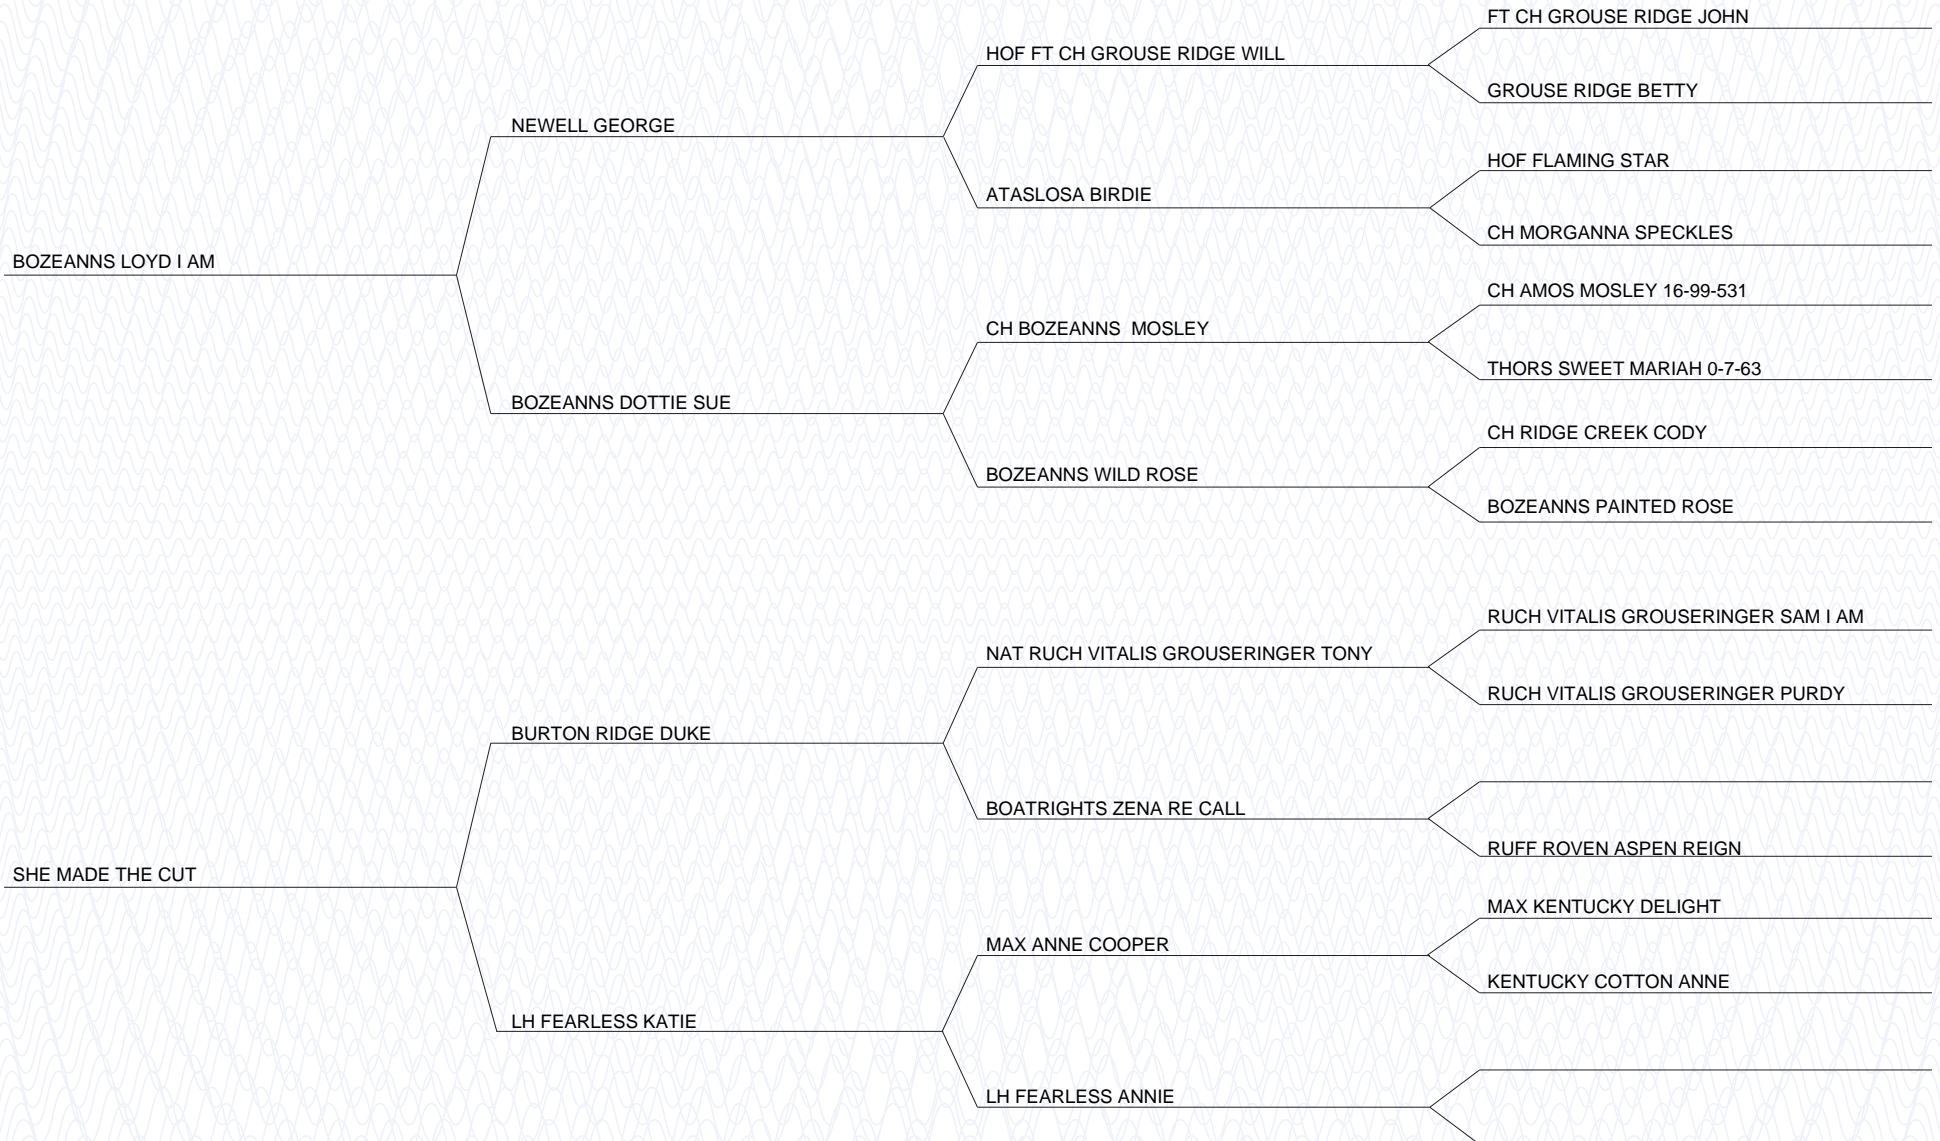 FT CH GROUSE RIDGE JOHN
HOF FT CH GROUSE RIDGE WILL
GROUSE RIDGE BETTY
NEWELL GEORGE
HOF FLAMING STAR
ATASLOSA BIRDIE
CH MORGANNA SPECKLES
BOZEANNS LOYD I AM
CH AMOS MOSLEY 16-99-531
CH BOZEANNS  MOSLEY
THORS SWEET MARIAH 0-7-63
BOZEANNS DOTTIE SUE
CH RIDGE CREEK CODY
BOZEANNS WILD ROSE
BOZEANNS PAINTED ROSE
RUCH VITALIS GROUSERINGER SAM I AM
NAT RUCH VITALIS GROUSERINGER TONY
RUCH VITALIS GROUSERINGER PURDY
BURTON RIDGE DUKE
BOATRIGHTS ZENA RE CALL
RUFF ROVEN ASPEN REIGN
SHE MADE THE CUT
MAX KENTUCKY DELIGHT
MAX ANNE COOPER
KENTUCKY COTTON ANNE
LH FEARLESS KATIE
LH FEARLESS ANNIE